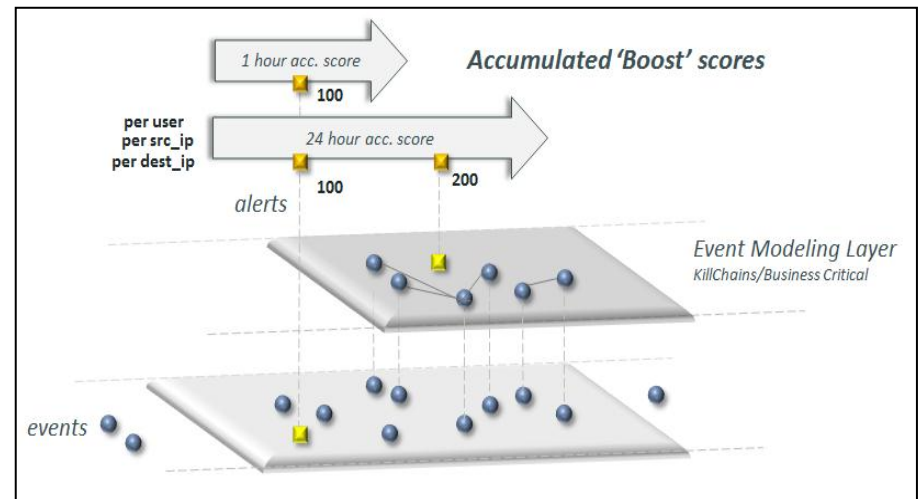 1 hour acc. score
Accumulated 'Boost' scores
100
per user
per src_ip
per dest_ip
24 hour acc. score
100
200
alerts
Event Modeling Layer
KillChains/Business Critical
events